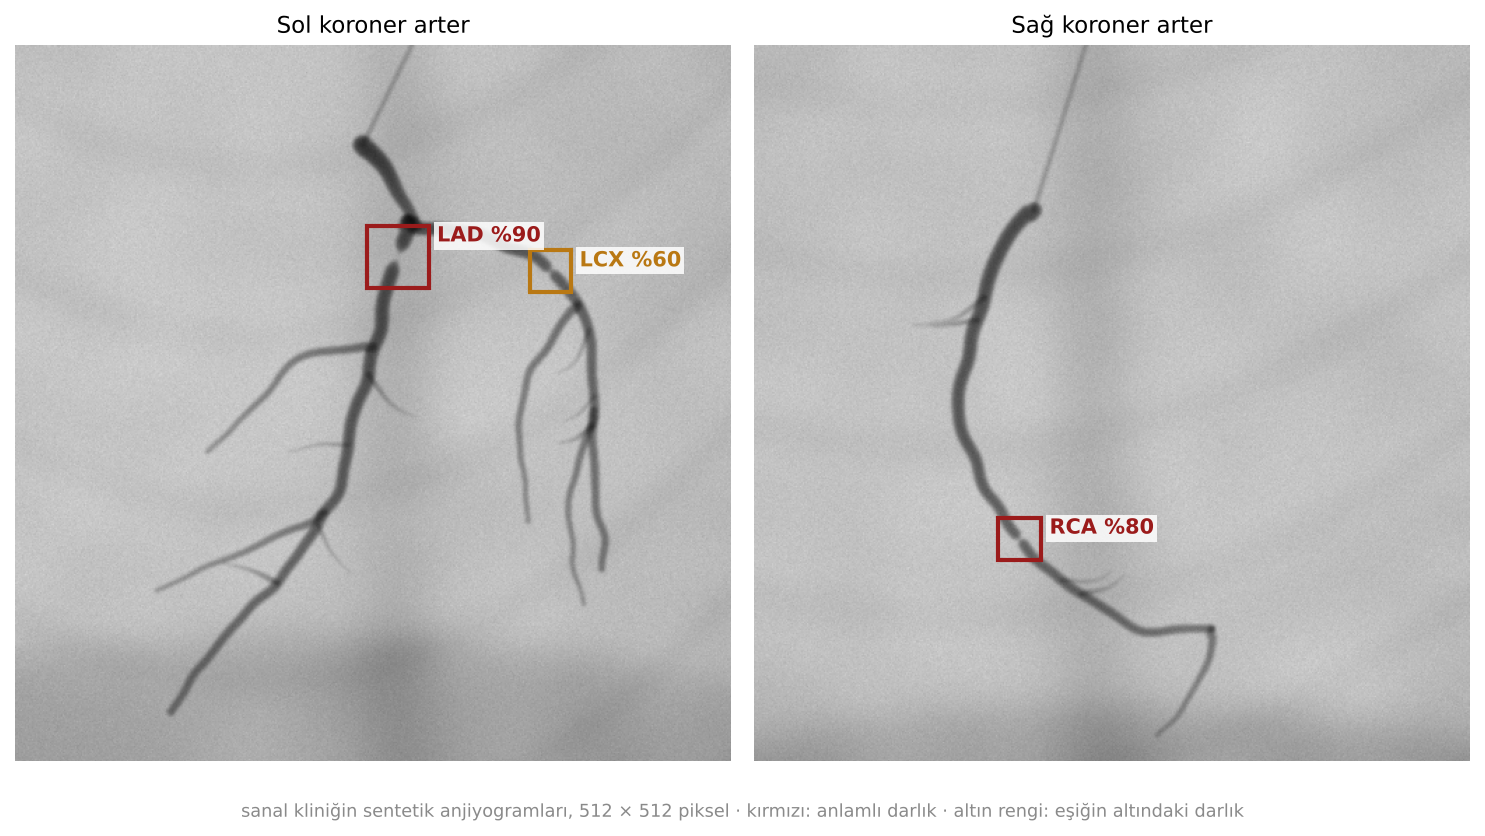 Sol koroner arter
Sağ koroner arter
LAD %90
LCX %60
RCA %80
sanal kliniğin sentetik anjiyogramları, 512 × 512 piksel · kırmızı: anlamlı darlık · altın rengi: eşiğin altındaki darlık